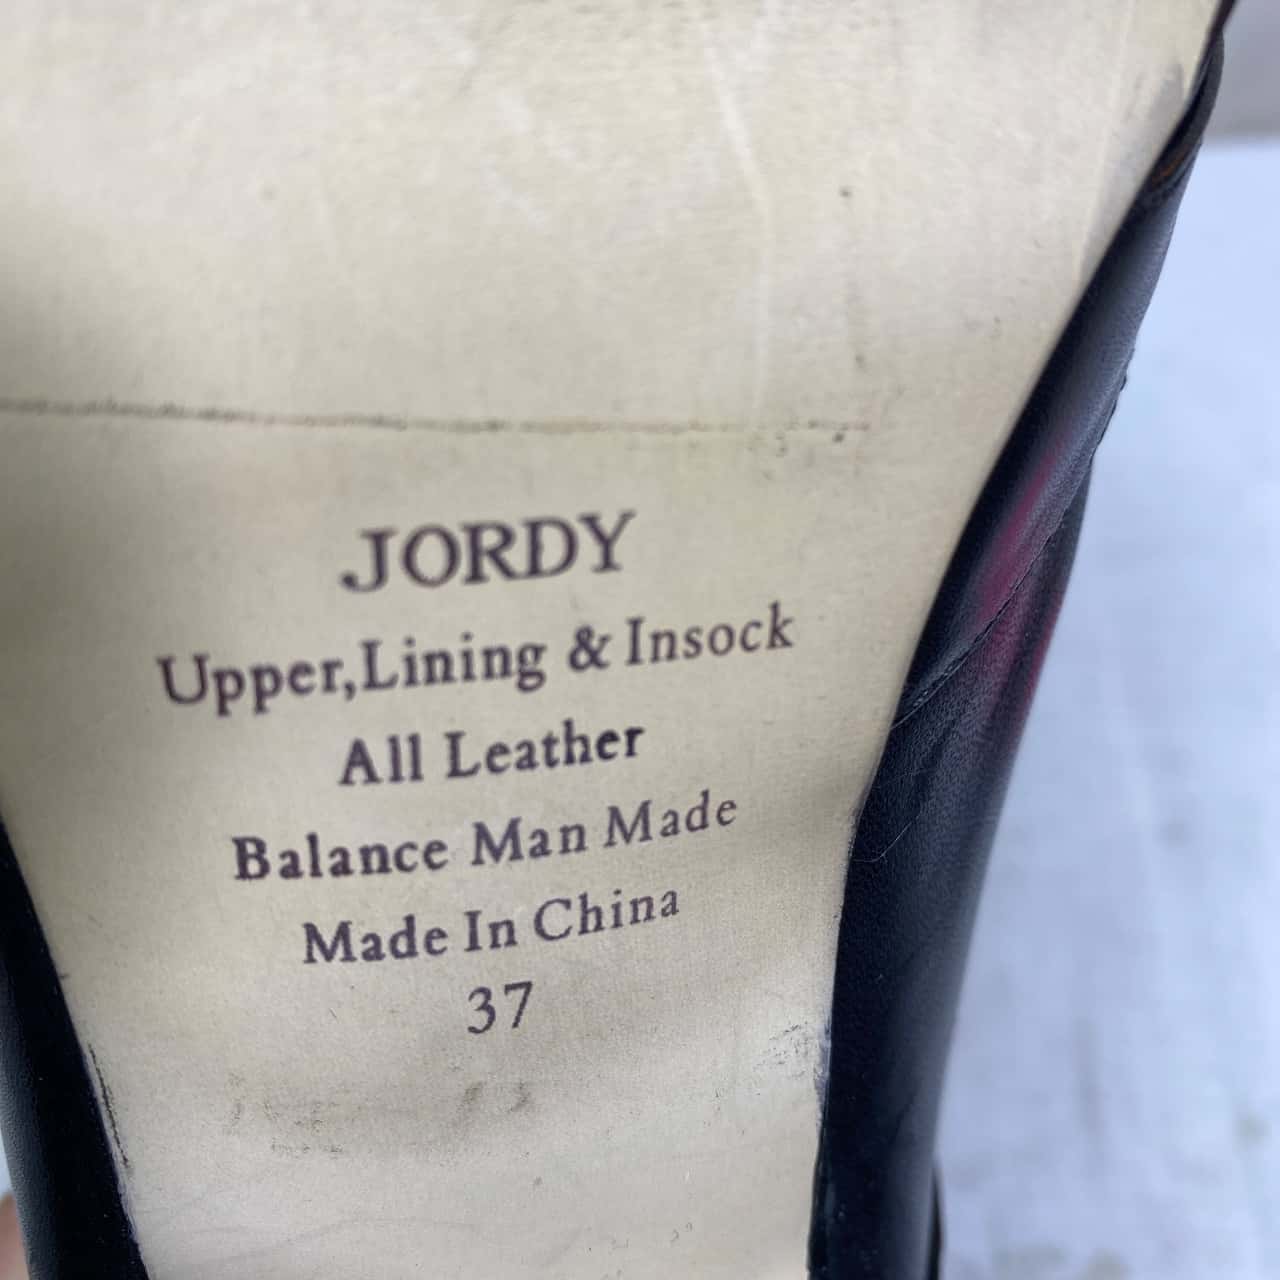 JORDY
Upper,Lining & Insock
All Leather
Balance Man Made
Made In China
37